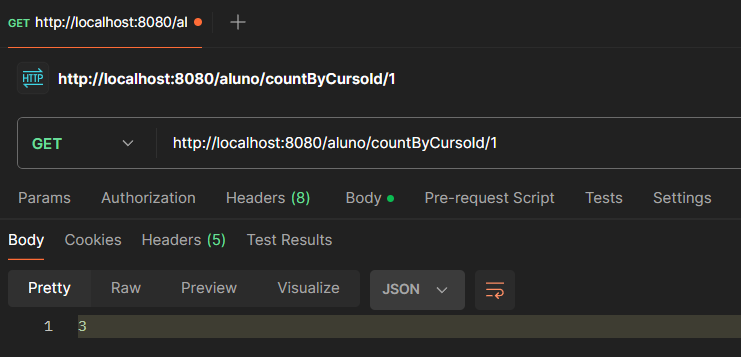 GET http://localhost:8080/al
HTTP http://localhost:8080/aluno/countByCursoId/1
GET http://localhost:8080/aluno/countByCursoId/1
Params Authorization Headers (8) Body Pre-request Script Tests Settings
Body Cookies Headers (5) Test Results
Pretty Raw Preview Visualize JSON
1 3